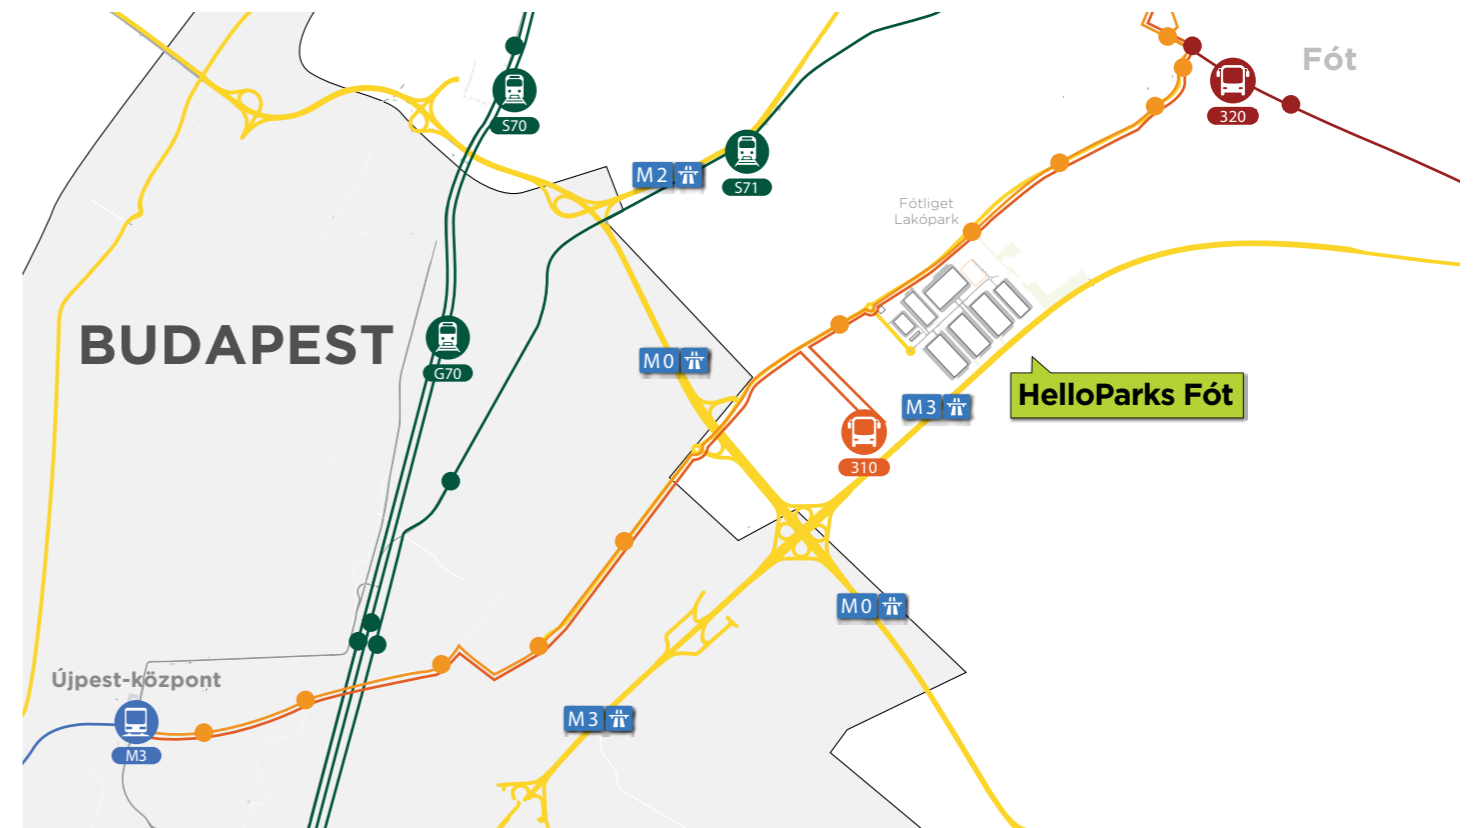 Fót
320
S70
M2
S71
Fótliget
Lakópark
BUDAPEST
G70
M0
HelloParks Fót
M3
310
M0
Újpest-központ
M3
M3